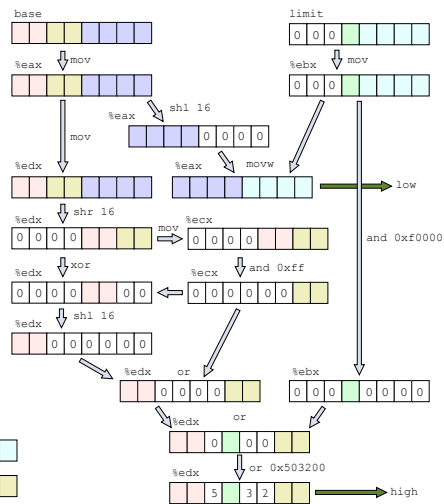 base limit
0 0 0
mov mov
%eax %ebx
0 0 0
shl 16
%eax
0 0 0 0
mov
movw
%edx %eax
low
shr 16
%edx mov %ecx
0 0 0 0 0 0 0 0
and 0xf0000
xor and 0xff
%edx %ecx
0 0 0 0 0 0 0 0 0 0 0 0
shl 16
%edx
0 0 0 0 0 0
%edx or %ebx
0 0 0 0 0 0 0 0 0 0 0
%edx or
0 0 0
or 0x503200
%edx
5 3 2 high